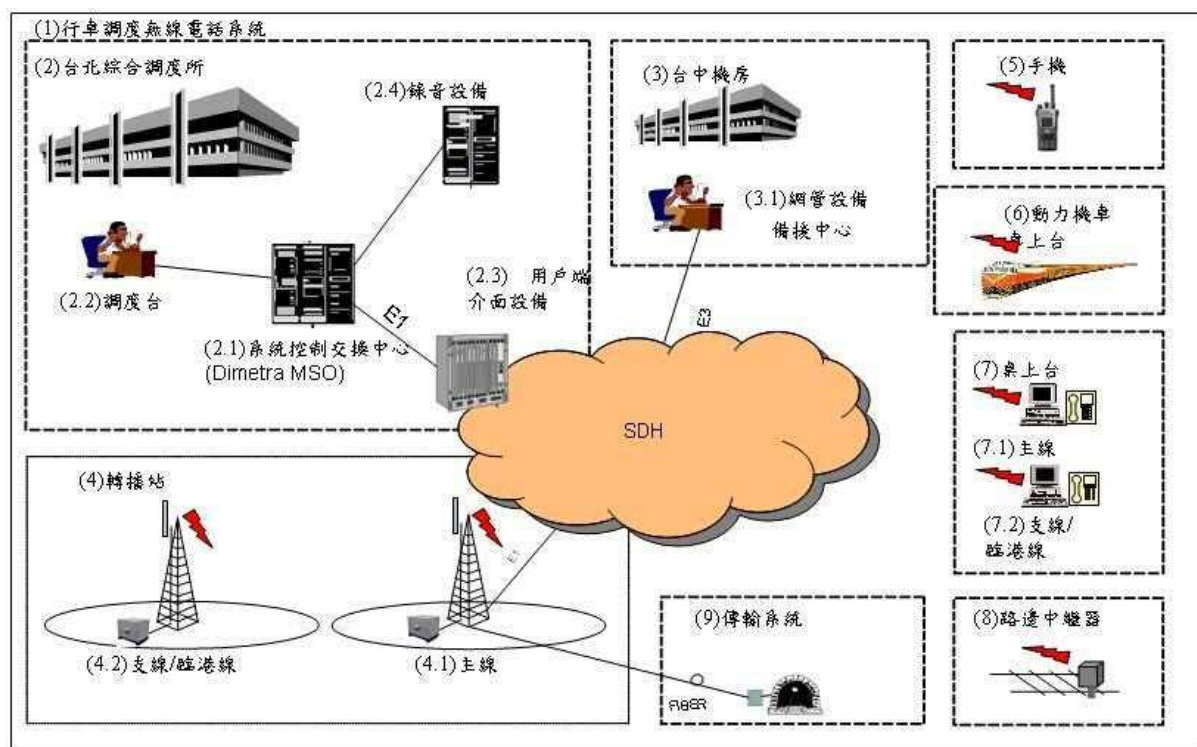 (1)行車調度無線電話系統
(2)台北綜合調度所
(2.4)錄音設備
(2.2)調度台
(2.3) 用戶端
介面設備
E1
(2.1)系統控制交換中心
(Dimetra MSO)
(3)台中機房
(3.1)網管設備
備援中心
E3
SDH
(4)轉播站
E1
(4.2)支線/臨港線
(4.1)主線
(5)手機
(6)動力機車
桌上台
(7)桌上台
(7.1)主線
(7.2)支線/
臨港線
(8)路邊中繼器
(9)傳輸系統
FIBER